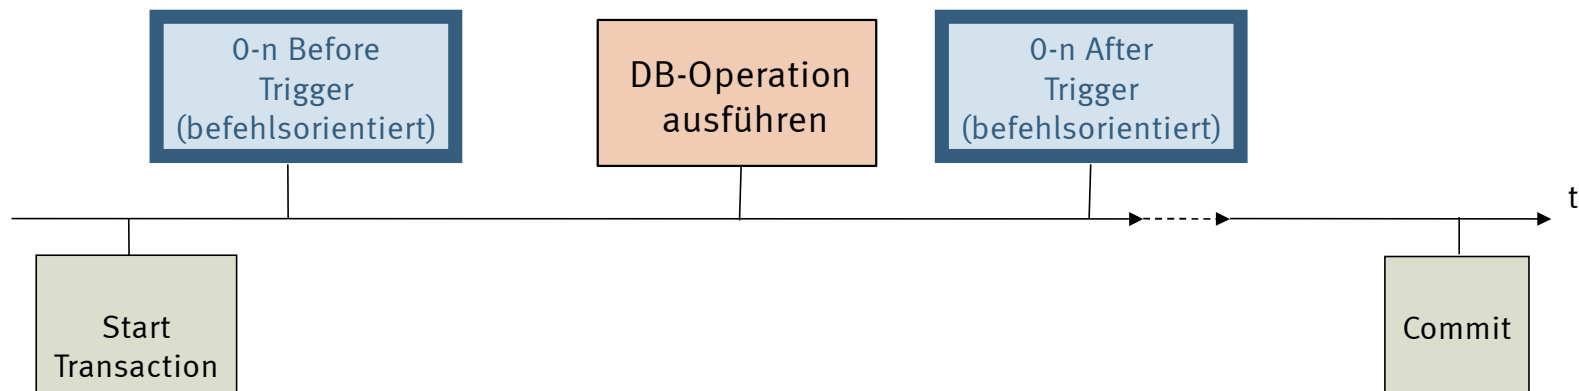 0-n Before
Trigger
(befehlsorientiert)
DB-Operation
ausführen
0-n After
Trigger
(befehlsorientiert)
t
Start
Transaction
Commit